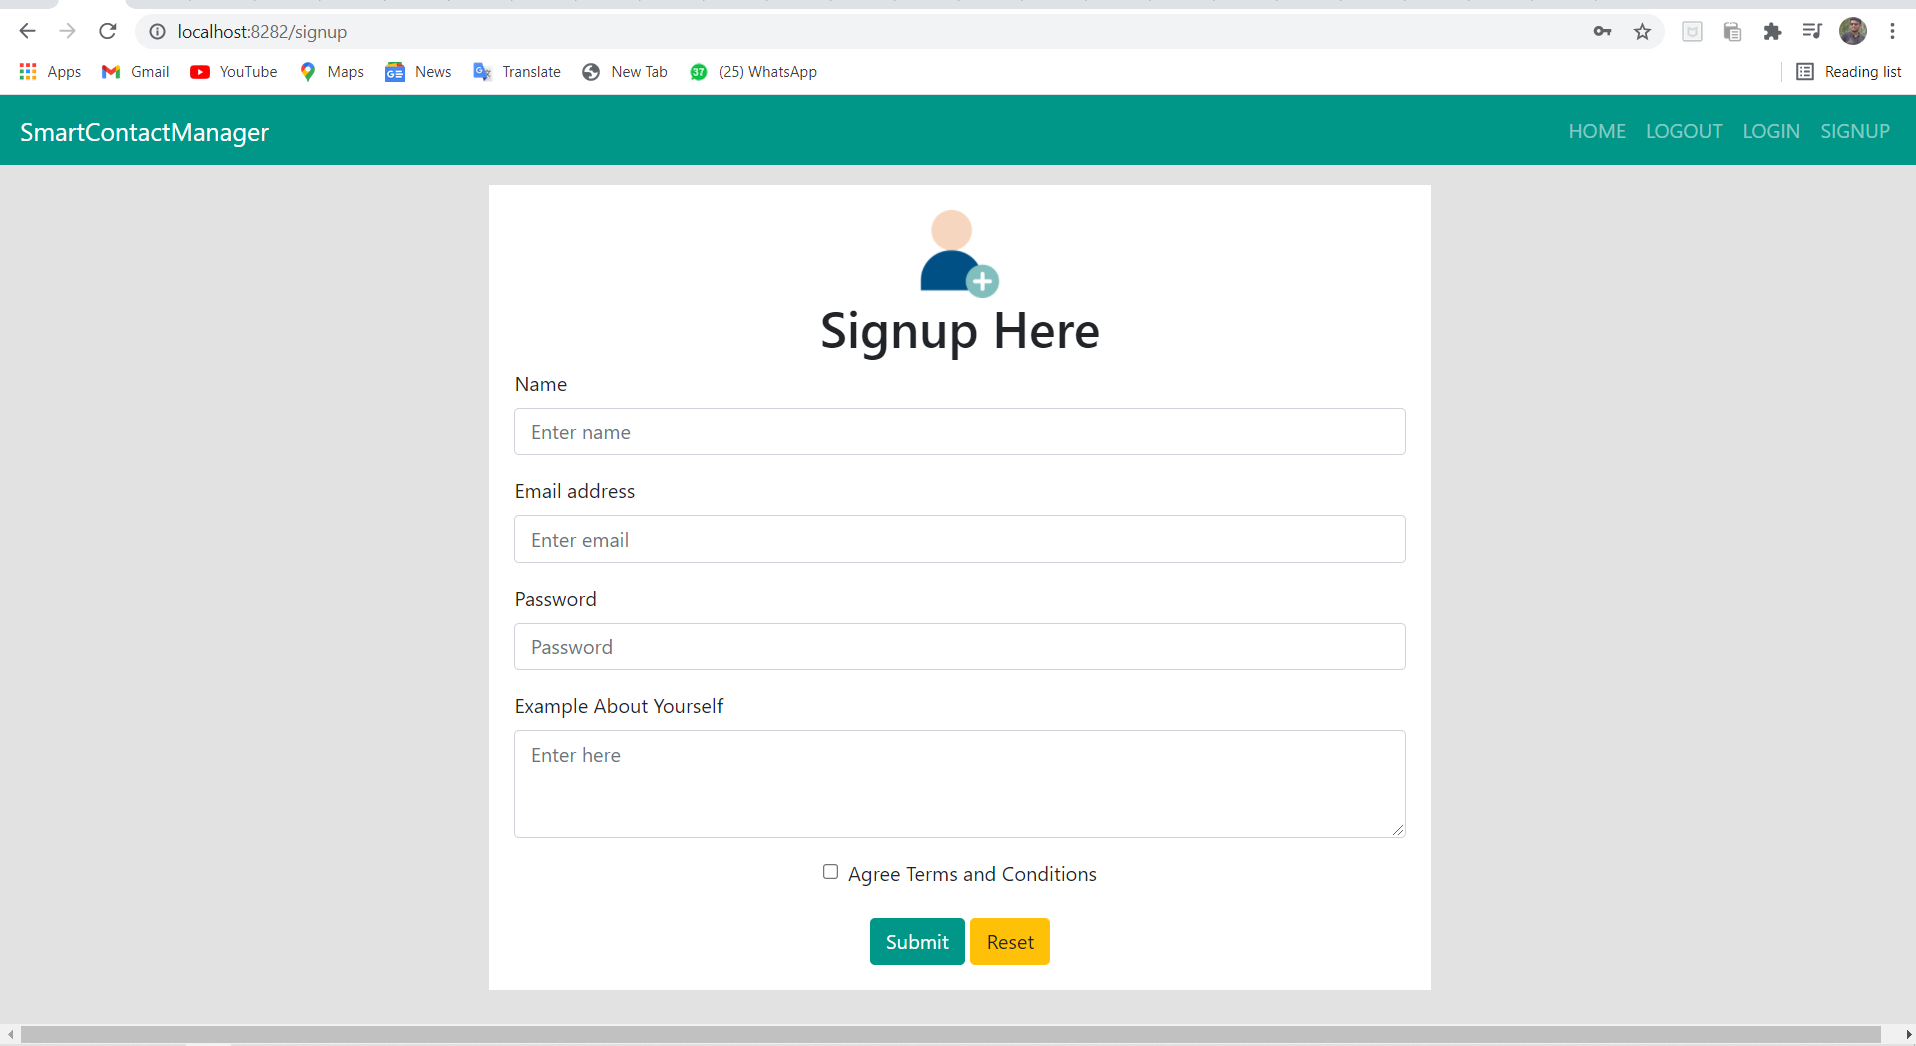 localhost:8282/signup
Apps Gmail YouTube Maps News Translate New Tab 37 (25) WhatsApp Reading list
SmartContactManager HOME LOGOUT LOGIN SIGNUP
Signup Here
Name
Enter name
Email address
Enter email
Password
Password
Example About Yourself
Enter here
Agree Terms and Conditions
Submit Reset